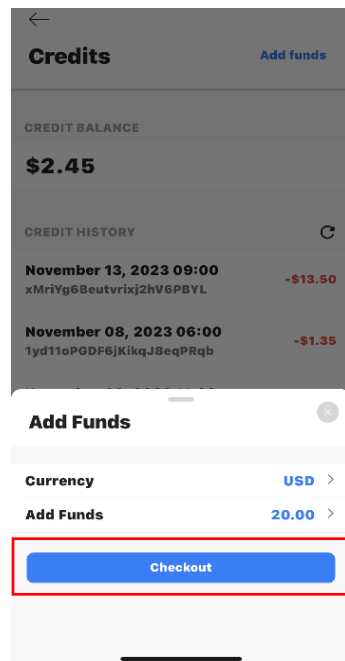 Credits
Add funds
CREDIT BALANCE
$2.45
CREDIT HISTORY
November 13, 2023 09:00
-$13.50
xMriYg6Beutvrixj2hV6PBYL
November 08, 2023 06:00
-$1.35
1yd11oPGDF6jKikqJ8eqPRqb
Add Funds
Currency
USD
Add Funds
20.00
Checkout